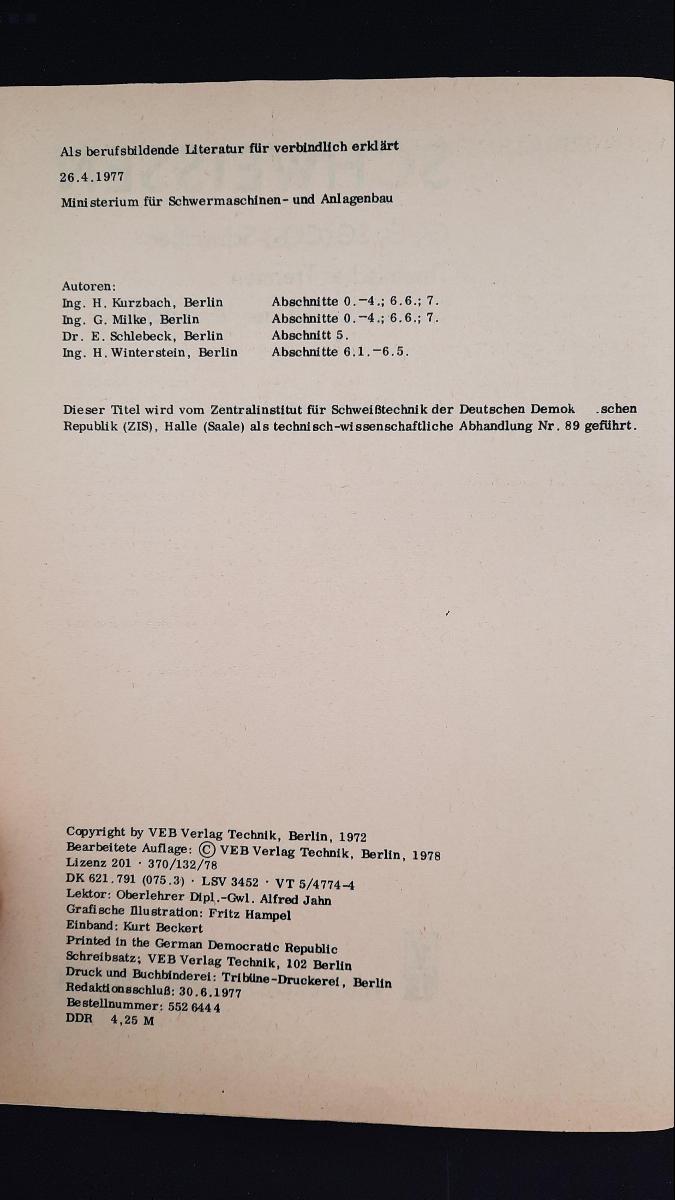 Als berufsbildende Literatur für verbindlich erklärt
26.4.1977
Ministerium für Schwermaschinen- und Anlagenbau
Autoren:
Ing. H. Kurzbach, Berlin Abschnitte 0.-4.; 6.6.; 7.
Ing. G. Milke, Berlin Abschnitte 0.-4.; 6.6.; 7.
Dr. E. Schlebeck, Berlin Abschnitt 5.
Ing. H. Winterstein, Berlin Abschnitte 6.1.-6.5.
Dieser Titel wird vom Zentralinstitut für Schweißtechnik der Deutschen Demok .schen
Republik (ZIS), Halle (Saale) als technisch-wissenschaftliche Abhandlung Nr. 89 geführt.
Copyright by VEB Verlag Technik, Berlin, 1972
Bearbeitete Auflage: © VEB Verlag Technik, Berlin, 1978
Lizenz 201 · 370/132/78
DK 621.791 (075.3) · LSV 3452 · VT 5/4774-4
Lektor: Oberlehrer Dipl.-Gwl. Alfred Jahn
Grafische Illustration: Fritz Hampel
Einband: Kurt Beckert
Printed in the German Democratic Republic
Schreibsatz; VEB Verlag Technik, 102 Berlin
Druck und Buchbinderei: Tribüne-Druckerei, Berlin
Redaktionsschluß: 30.6.1977
Bestellnummer: 552 644 4
DDR 4,25 M